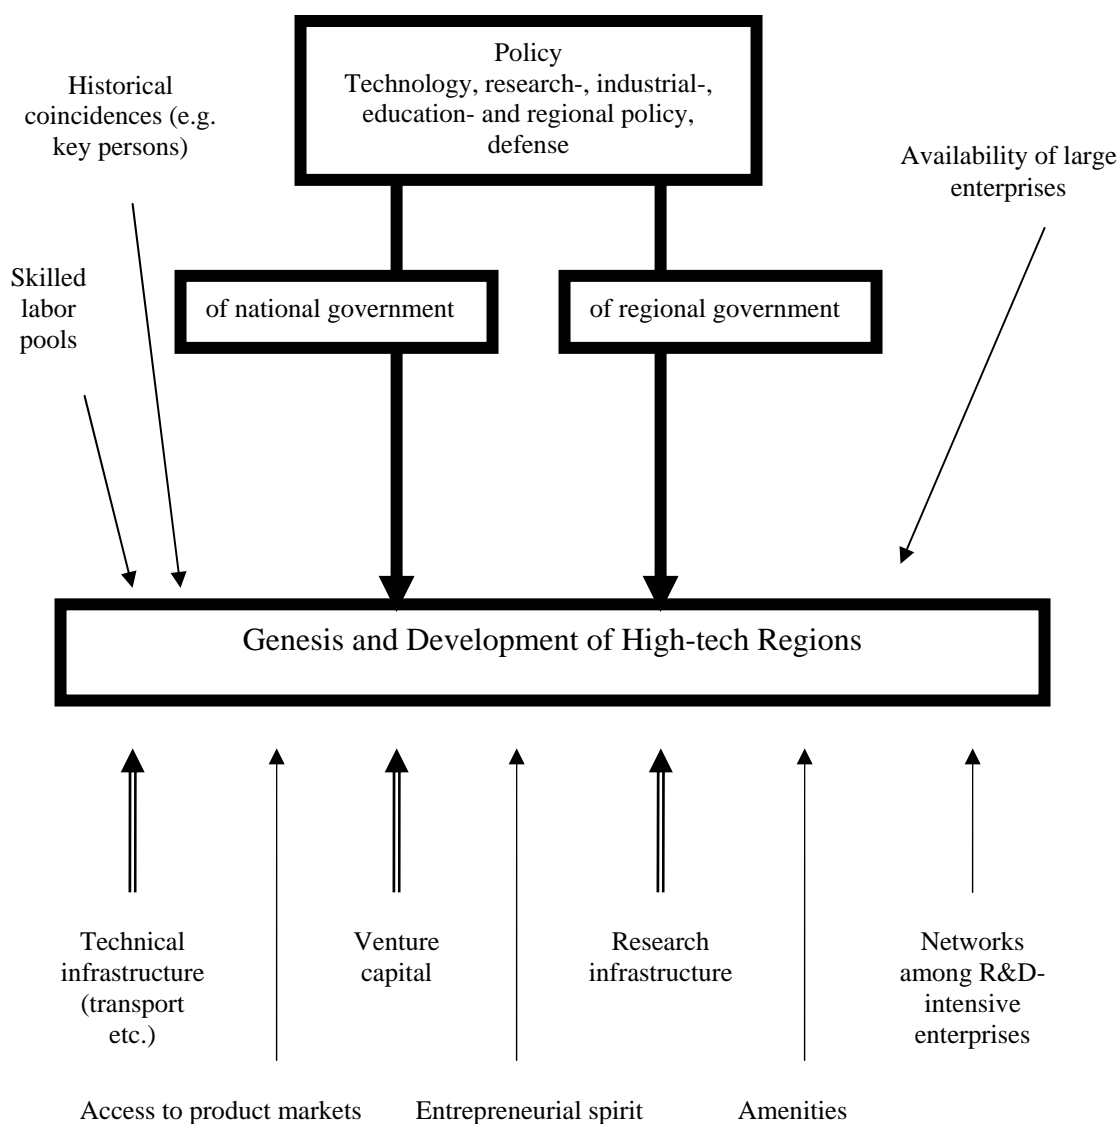 Policy
Technology, research-, industrial-,
education- and regional policy,
defense
Historical
coincidences (e.g.
key persons)
Availability of large
enterprises
Skilled
labor
pools
of national government
of regional government
Genesis and Development of High-tech Regions
Technical
infrastructure
(transport
etc.)
Venture
capital
Research
infrastructure
Networks
among R&D-
intensive
enterprises
Access to product markets
Entrepreneurial spirit
Amenities